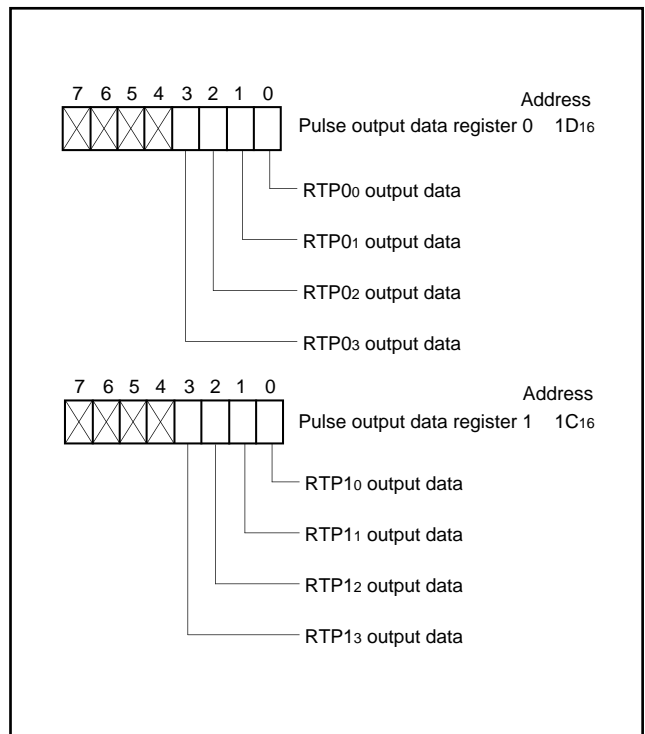 7 6 5 4 3 2 1 0
Address
Pulse output data register 0 1D₁₆
RTP0₀ output data
RTP0₁ output data
RTP0₂ output data
RTP0₃ output data
7 6 5 4 3 2 1 0
Address
Pulse output data register 1 1C₁₆
RTP1₀ output data
RTP1₁ output data
RTP1₂ output data
RTP1₃ output data